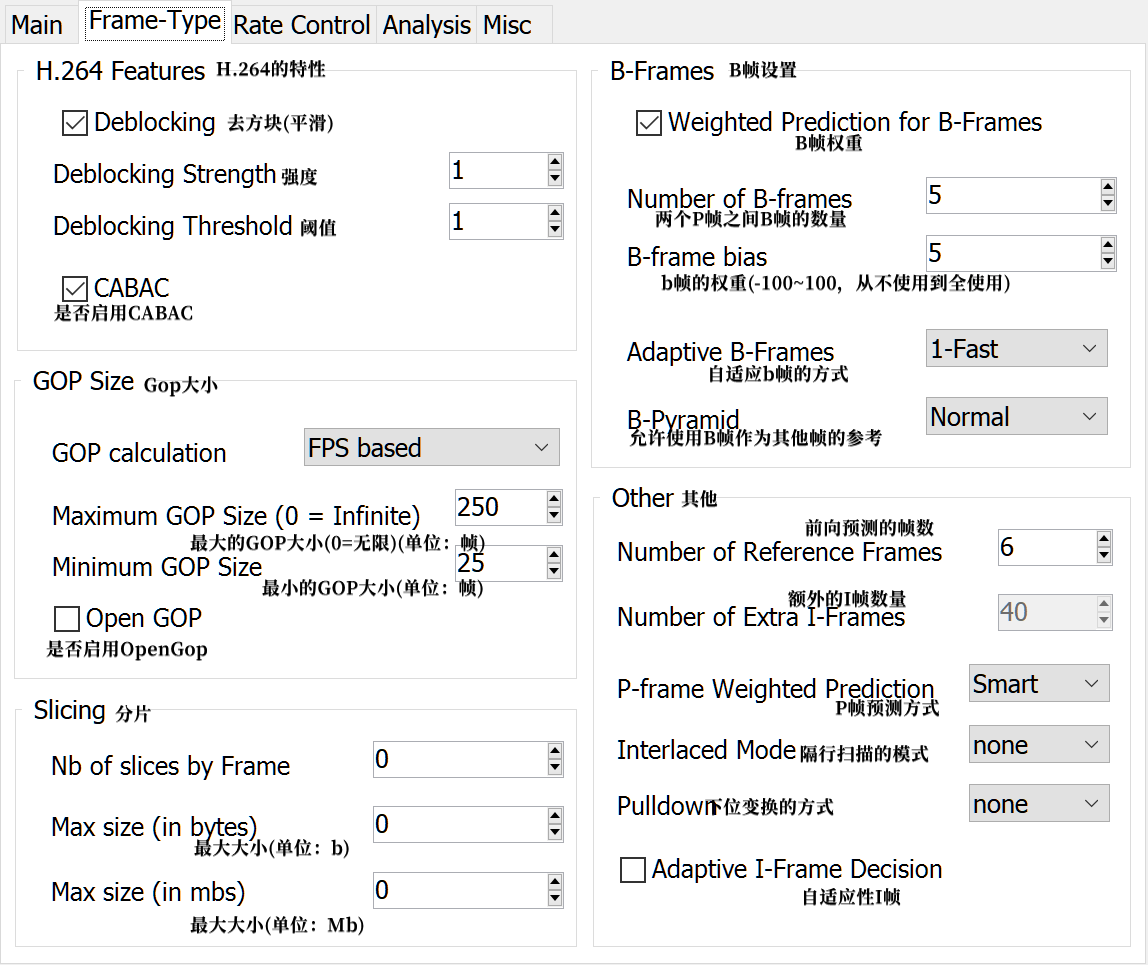 Main Frame-Type Rate Control Analysis Misc
H.264 Features H.264的特性
Deblocking 去方块(平滑)
Deblocking Strength 强度 1
Deblocking Threshold 阈值 1
CABAC
是否启用CABAC
GOP Size Gop大小
GOP calculation FPS based
Maximum GOP Size (0 = Infinite) 250
最大的GOP大小(0=无限)(单位：帧)
Minimum GOP Size 25
最小的GOP大小(单位：帧)
Open GOP
是否启用OpenGop
Slicing 分片
Nb of slices by Frame 0
Max size (in bytes) 0
最大大小(单位：b)
Max size (in mbs) 0
最大大小(单位：Mb)
B-Frames B帧设置
Weighted Prediction for B-Frames
B帧权重
Number of B-frames 5
两个P帧之间B帧的数量
B-frame bias 5
b帧的权重(-100~100，从不使用到全使用)
Adaptive B-Frames 1-Fast
自适应b帧的方式
B-Pyramid Normal
允许使用B帧作为其他帧的参考
Other 其他
前向预测的帧数
Number of Reference Frames 6
额外的I帧数量
Number of Extra I-Frames 40
P-frame Weighted Prediction Smart
P帧预测方式
Interlaced Mode 隔行扫描的模式 none
Pulldown 下位变换的方式 none
Adaptive I-Frame Decision
自适应性I帧